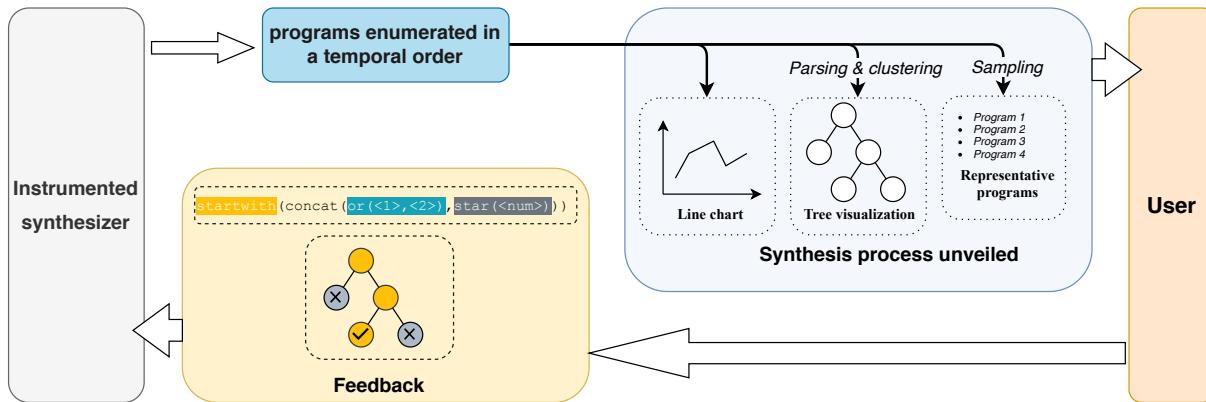 programs enumerated in
a temporal order
Parsing & clustering
Sampling
Program 1
Program 2
Program 3
Program 4
Representative
programs
Line chart
Tree visualization
Synthesis process unveiled
Instrumented
synthesizer
startwith(concat(or(<1>,<2>),star(<num>)))
User
Feedback